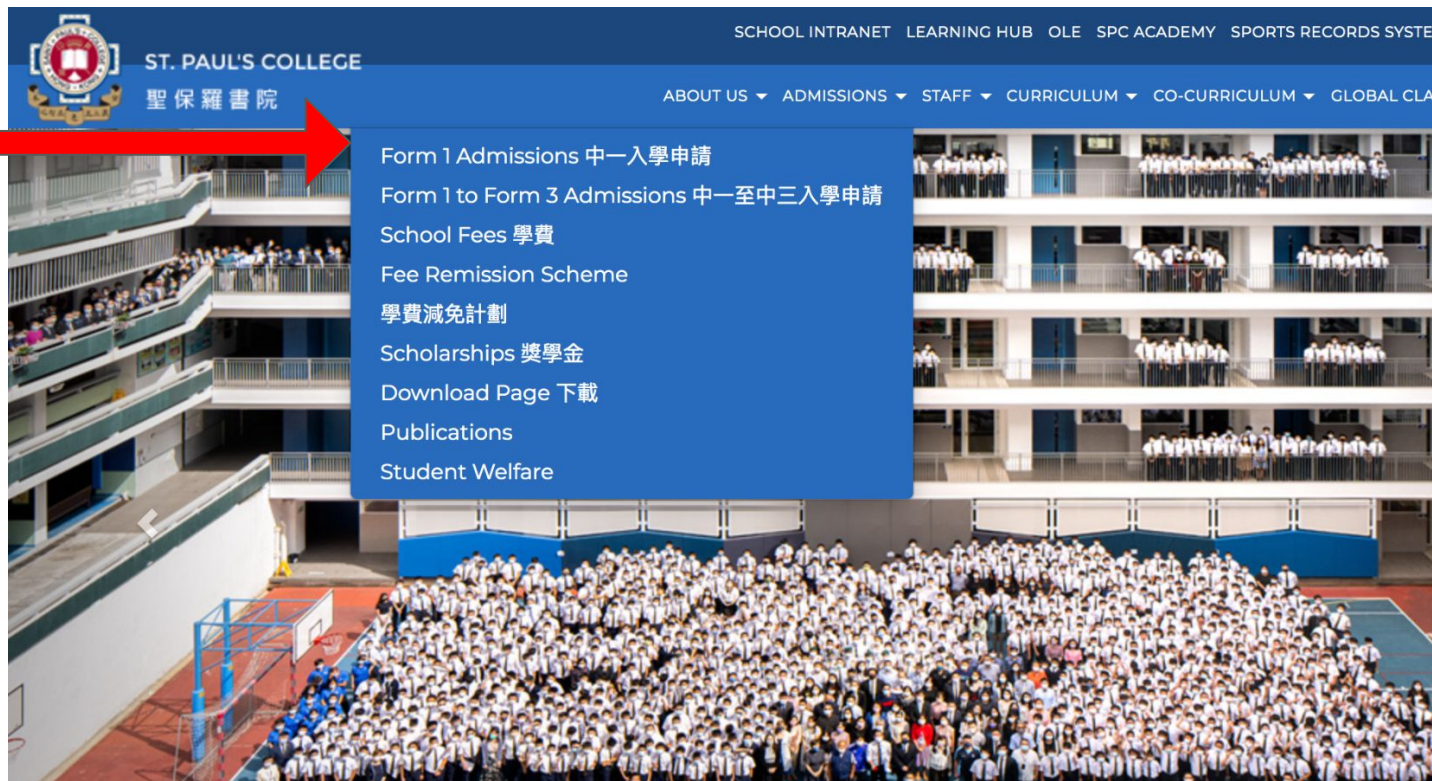 SCHOOL INTRANET LEARNING HUB OLE SPC ACADEMY SPORTS RECORDS SYSTE
ST. PAUL'S COLLEGE
聖保羅書院
ABOUT US ADMISSIONS STAFF CURRICULUM CO-CURRICULUM GLOBAL CLA
Form 1 Admissions 中一入學申請
Form 1 to Form 3 Admissions 中一至中三入學申請
School Fees 學費
Fee Remission Scheme
學費減免計劃
Scholarships 獎學金
Download Page 下載
Publications
Student Welfare